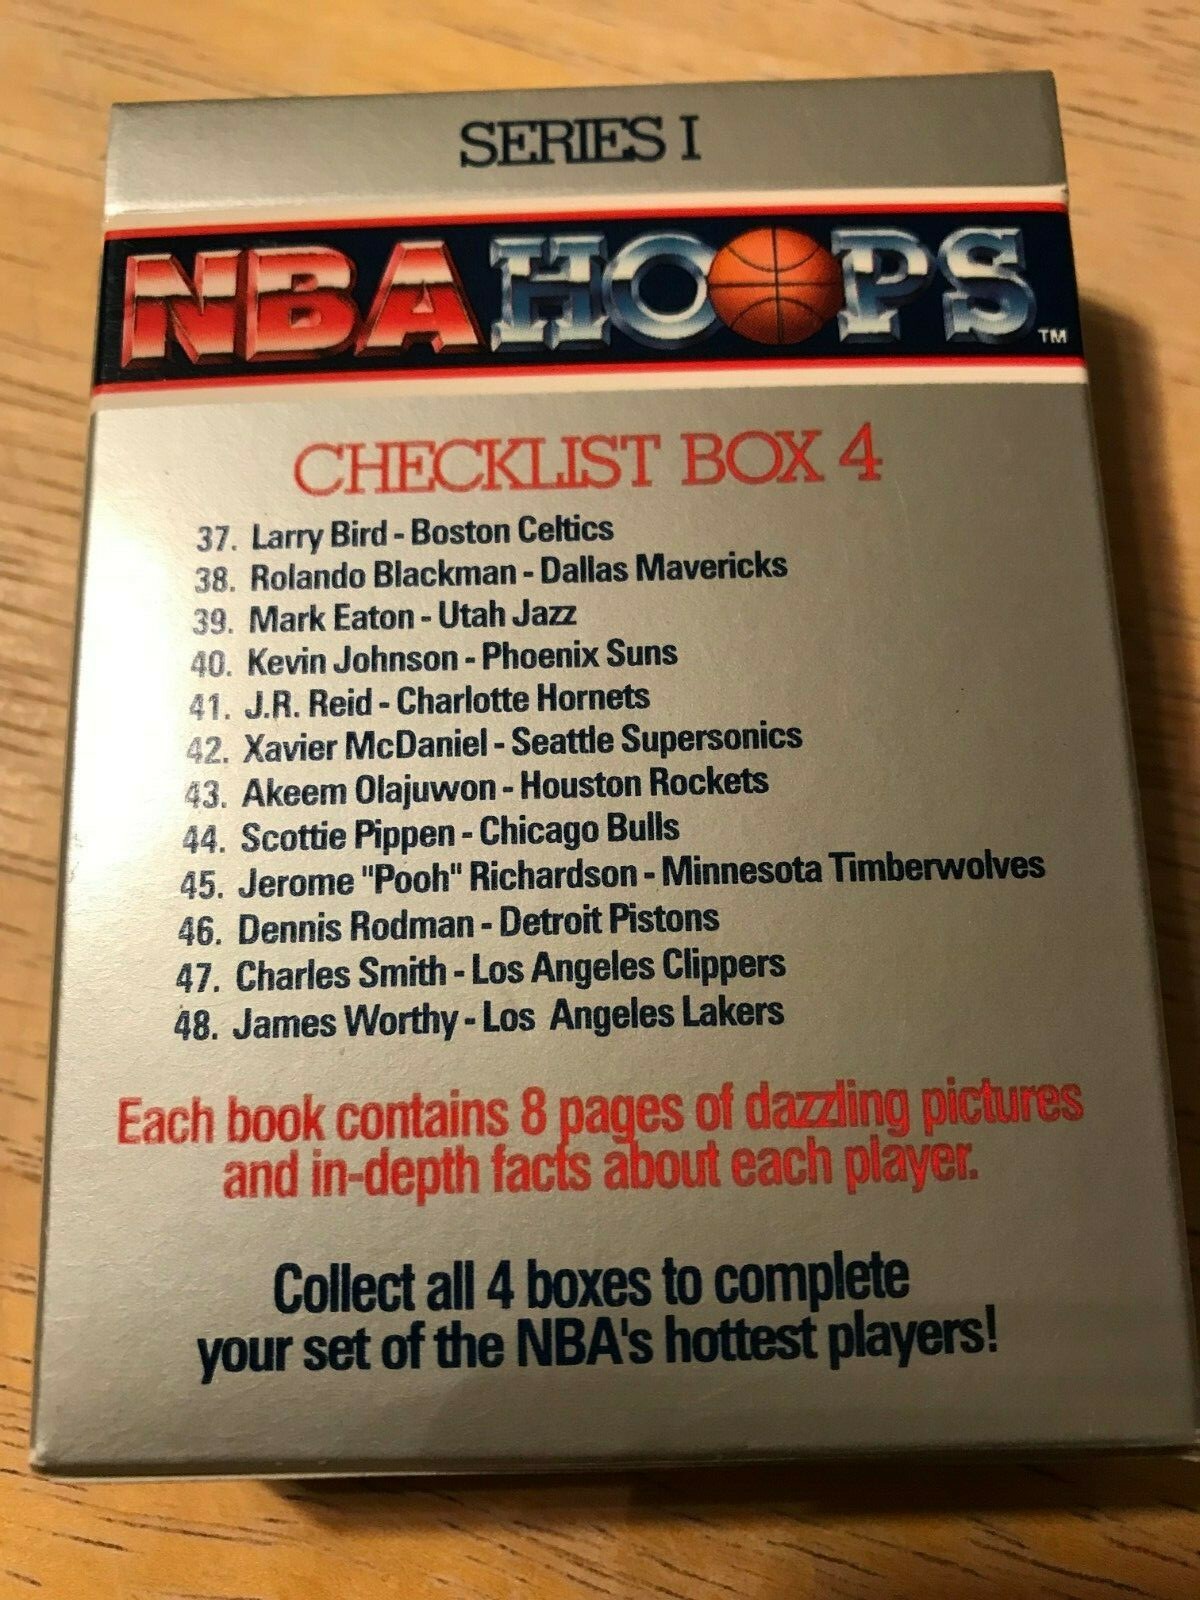 SERIES I
NBA HOOPS
TM
CHECKLIST BOX 4
37. Larry Bird - Boston Celtics
38. Rolando Blackman - Dallas Mavericks
39. Mark Eaton - Utah Jazz
40. Kevin Johnson - Phoenix Suns
41. J.R. Reid - Charlotte Hornets
42. Xavier McDaniel - Seattle Supersonics
43. Akeem Olajuwon - Houston Rockets
44. Scottie Pippen - Chicago Bulls
45. Jerome "Pooh" Richardson - Minnesota Timberwolves
46. Dennis Rodman - Detroit Pistons
47. Charles Smith - Los Angeles Clippers
48. James Worthy - Los Angeles Lakers
Each book contains 8 pages of dazzling pictures
and in-depth facts about each player.
Collect all 4 boxes to complete
your set of the NBA's hottest players!